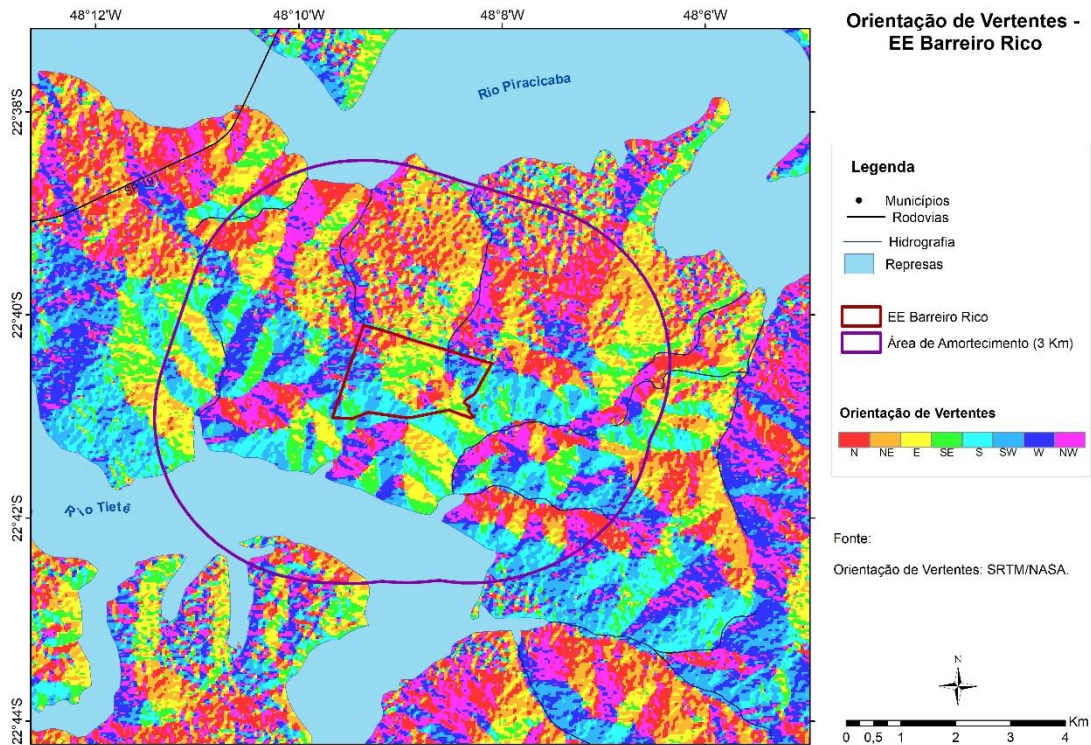 Orientação de Vertentes -
EE Barreiro Rico
48°12'W 48°10'W 48°8'W 48°6'W
22°38'S
22°40'S
22°42'S
22°44'S
Rio Piracicaba
Rio Tietê
Legenda
Municípios
Rodovias
Hidrografia
Represas
EE Barreiro Rico
Área de Amortecimento (3 Km)
Orientação de Vertentes
N NE E SE S SW W NW
Fonte:
Orientação de Vertentes: SRTM/NASA.
N
Km
0 0,5 1 2 3 4